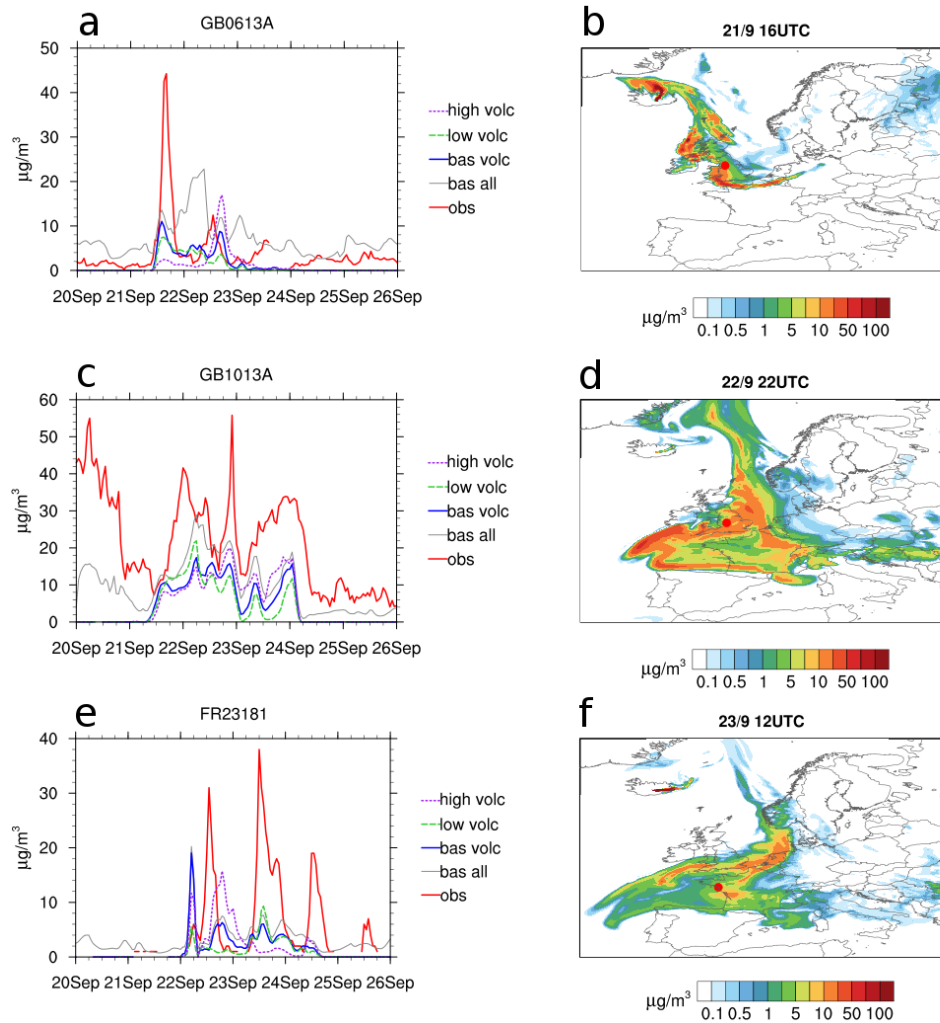 a
GB0613A
μg/m³
50
40
30
20
10
0
20Sep 21Sep 22Sep 23Sep 24Sep 25Sep 26Sep
high volc
low volc
bas volc
bas all
obs
b
21/9 16UTC
μg/m³
0.1 0.5 1 5 10 50 100
c
GB1013A
μg/m³
60
50
40
30
20
10
0
20Sep 21Sep 22Sep 23Sep 24Sep 25Sep 26Sep
high volc
low volc
bas volc
bas all
obs
d
22/9 22UTC
μg/m³
0.1 0.5 1 5 10 50 100
e
FR23181
μg/m³
40
30
20
10
0
20Sep 21Sep 22Sep 23Sep 24Sep 25Sep 26Sep
high volc
low volc
bas volc
bas all
obs
f
23/9 12UTC
μg/m³
0.1 0.5 1 5 10 50 100